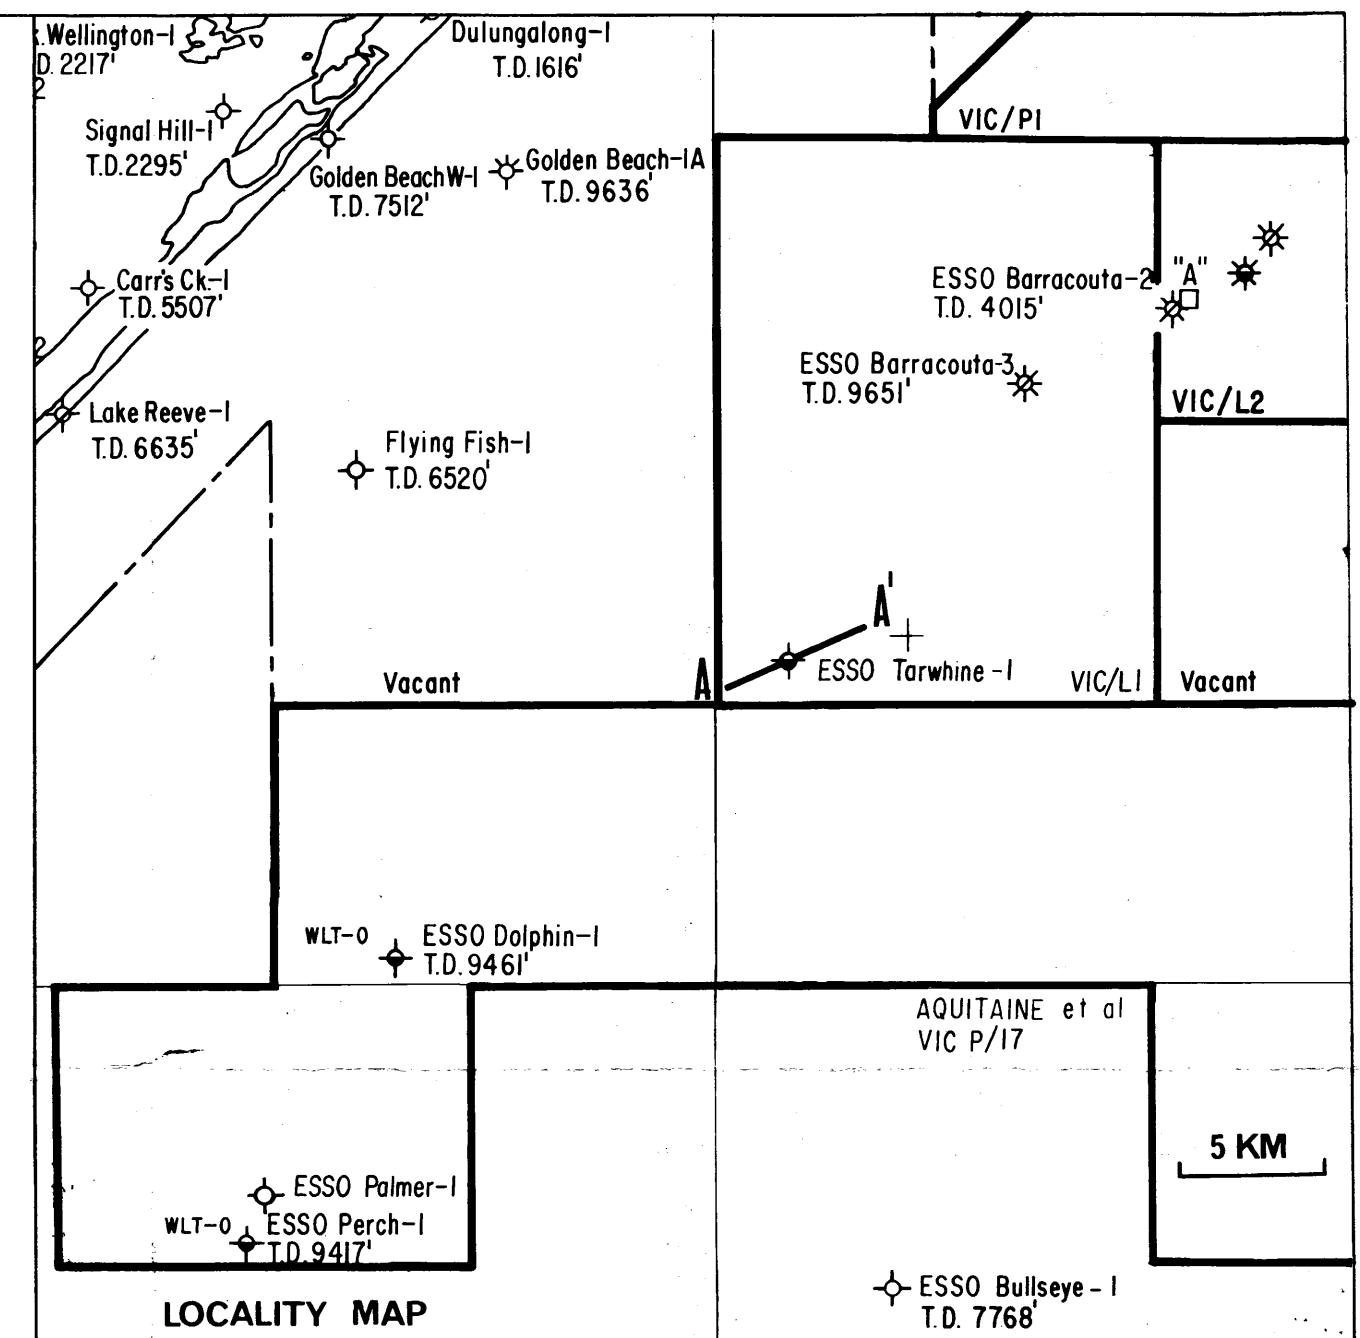 .Wellington-1
D. 2217'
Dulungalong-1
T.D. 1616'
Signal Hill-1
T.D. 2295'
Golden Beach W-1
T.D. 7512'
Golden Beach-1A
T.D. 9636'
VIC/P1
Carr's Ck.-1
T.D. 5507'
ESSO Barracouta-2
T.D. 4015'
"A"
ESSO Barracouta-3
T.D. 9651'
VIC/L2
Lake Reeve-1
T.D. 6635'
Flying Fish-1
T.D. 6520'
A'
A
ESSO Tarwhine-1
Vacant
VIC/L1
Vacant
WLT-0
ESSO Dolphin-1
T.D. 9461'
AQUITAINE et al
VIC P/17
5 KM
ESSO Palmer-1
WLT-0
ESSO Perch-1
T.D. 9417'
ESSO Bullseye-1
T.D. 7768'
LOCALITY MAP